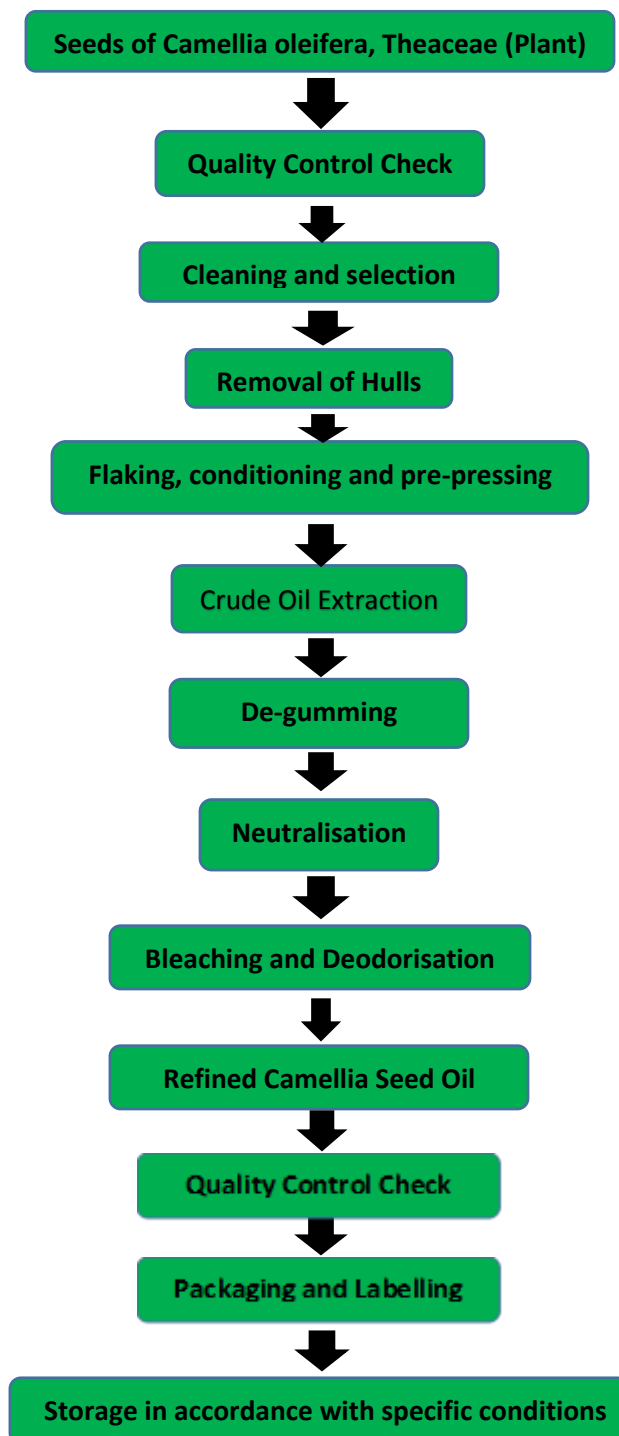 Seeds of Camellia oleifera, Theaceae (Plant)
Quality Control Check
Cleaning and selection
Removal of Hulls
Flaking, conditioning and pre-pressing
Crude Oil Extraction
De-gumming
Neutralisation
Bleaching and Deodorisation
Refined Camellia Seed Oil
Quality Control Check
Packaging and Labelling
Storage in accordance with specific conditions